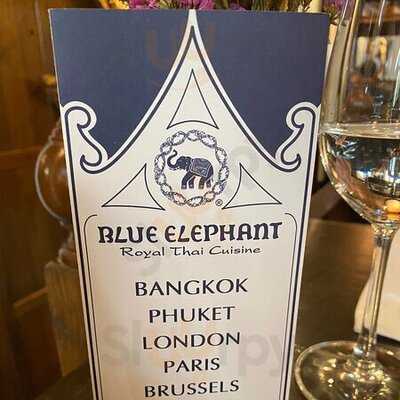 BLUE ELEPHANT
Royal Thai Cuisine
BANGKOK
PHUKET
LONDON
PARIS
BRUSSELS